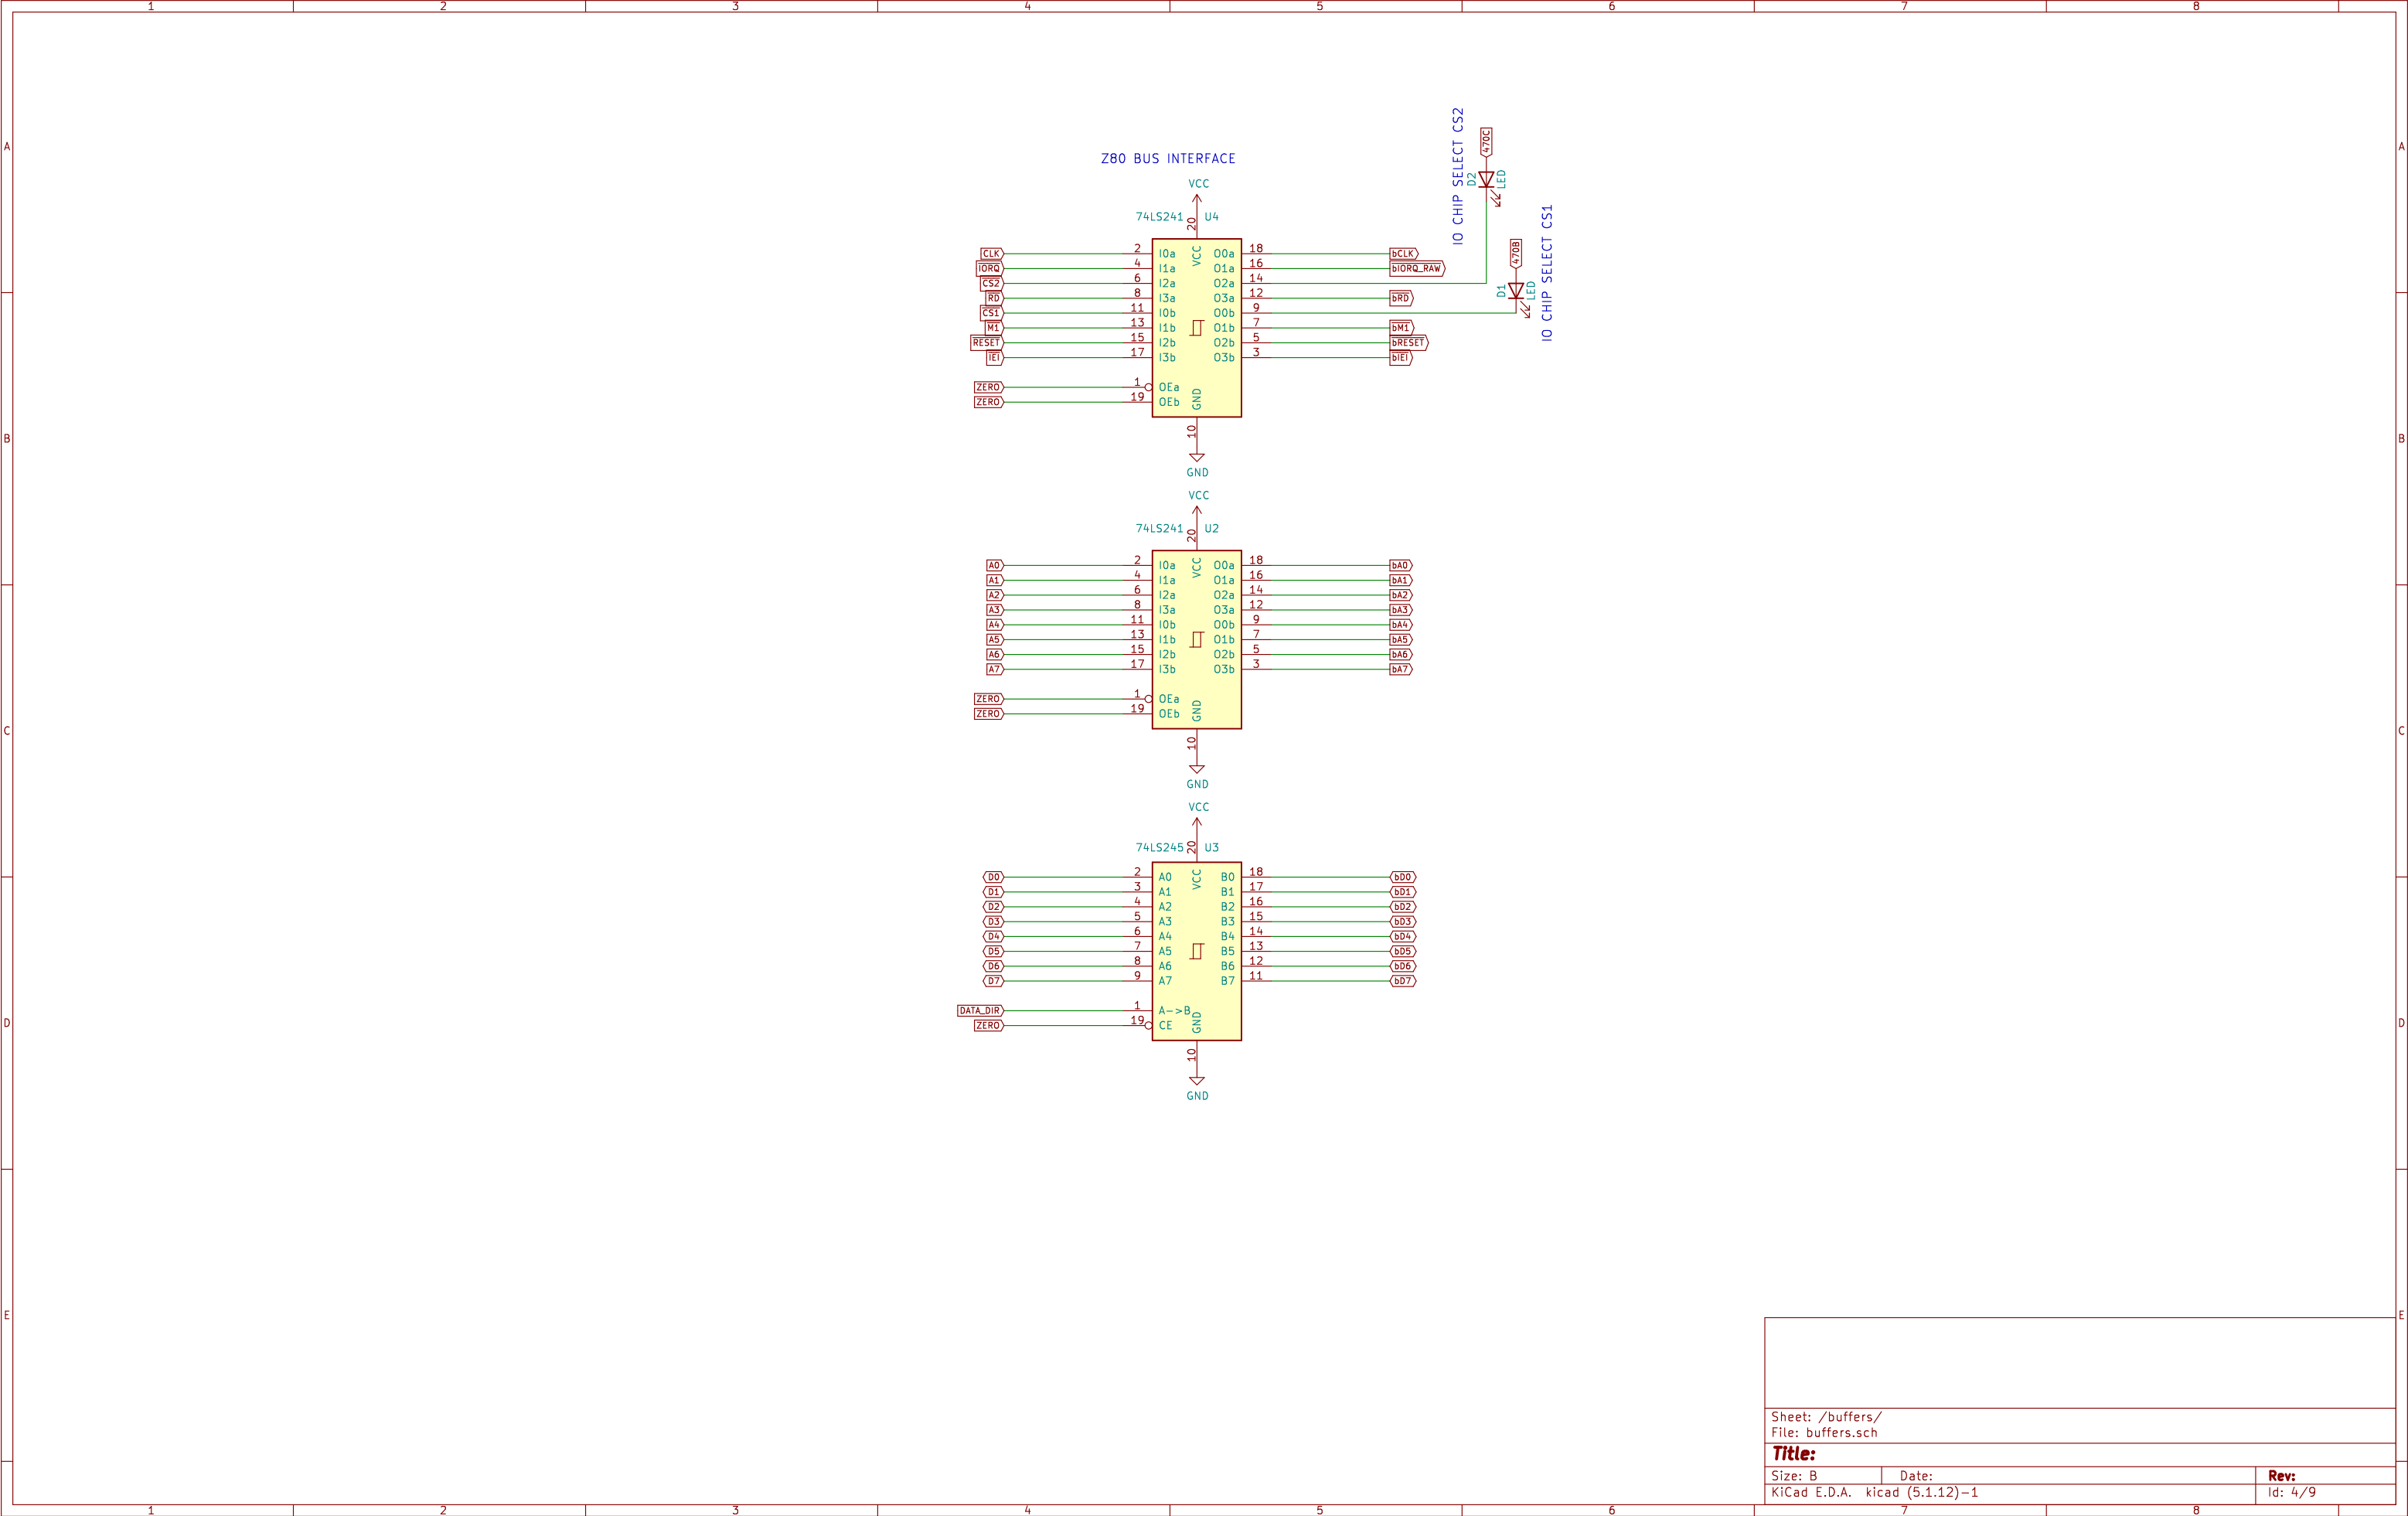 1 2 3 4 5 6 7 8
A A
B B
C C
D D
E E
Z80 BUS INTERFACE
IO CHIP SELECT CS2
IO CHIP SELECT CS1
470C
D2 LED
470B
D1 LED
VCC
74LS241 20 U4
CLK 2 I0a VCC O0a 18 bCLK
IORQ 4 I1a O1a 16 bIORQ_RAW
CS2 6 I2a O2a 14
RD 8 I3a O3a 12 bRD
CS1 11 I0b O0b 9
M1 13 I1b O1b 7 bM1
RESET 15 I2b O2b 5 bRESET
IEI 17 I3b O3b 3 bIEI
ZERO 1 OEa
ZERO 19 OEb GND
10
GND
VCC
74LS241 20 U2
A0 2 I0a VCC O0a 18 bA0
A1 4 I1a O1a 16 bA1
A2 6 I2a O2a 14 bA2
A3 8 I3a O3a 12 bA3
A4 11 I0b O0b 9 bA4
A5 13 I1b O1b 7 bA5
A6 15 I2b O2b 5 bA6
A7 17 I3b O3b 3 bA7
ZERO 1 OEa
ZERO 19 OEb GND
10
GND
VCC
74LS245 20 U3
D0 2 A0 VCC B0 18 bD0
D1 3 A1 B1 17 bD1
D2 4 A2 B2 16 bD2
D3 5 A3 B3 15 bD3
D4 6 A4 B4 14 bD4
D5 7 A5 B5 13 bD5
D6 8 A6 B6 12 bD6
D7 9 A7 B7 11 bD7
DATA_DIR 1 A->B
ZERO 19 CE GND
10
GND
Sheet: /buffers/
File: buffers.sch
Title:
Size: B Date: Rev:
KiCad E.D.A. kicad (5.1.12)-1 Id: 4/9
1 2 3 4 5 6 7 8